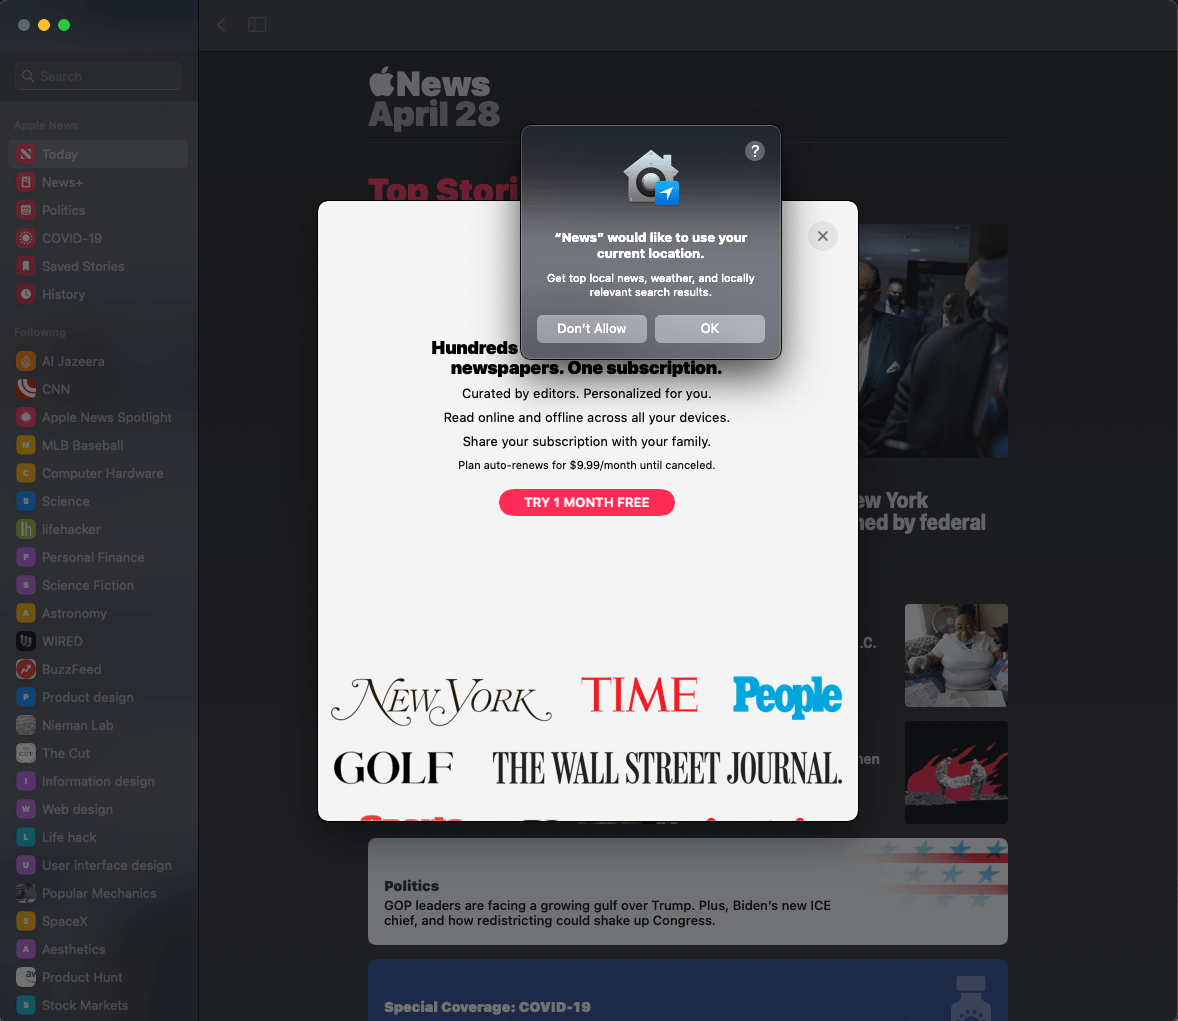 Search
Apple News
Today
News+
Politics
COVID-19
Saved Stories
History
Following
Al Jazeera
CNN
Apple News Spotlight
MLB Baseball
Computer Hardware
Science
lifehacker
Personal Finance
Science Fiction
Astronomy
WIRED
BuzzFeed
Product design
Nieman Lab
The Cut
Information design
Web design
Life hack
User interface design
Popular Mechanics
SpaceX
Aesthetics
Product Hunt
Stock Markets
News
April 28
Top Stori
?
“News” would like to use your
current location.
Get top local news, weather, and locally
relevant search results.
Don’t Allow
OK
Hundreds
newspapers. One subscription.
Curated by editors. Personalized for you.
Read online and offline across all your devices.
Share your subscription with your family.
Plan auto-renews for $9.99/month until canceled.
TRY 1 MONTH FREE
NEW YORK
TIME
People
GOLF
THE WALL STREET JOURNAL.
ew York
ned by federal
.C.
nen
Politics
GOP leaders are facing a growing gulf over Trump. Plus, Biden’s new ICE
chief, and how redistricting could shake up Congress.
Special Coverage: COVID-19